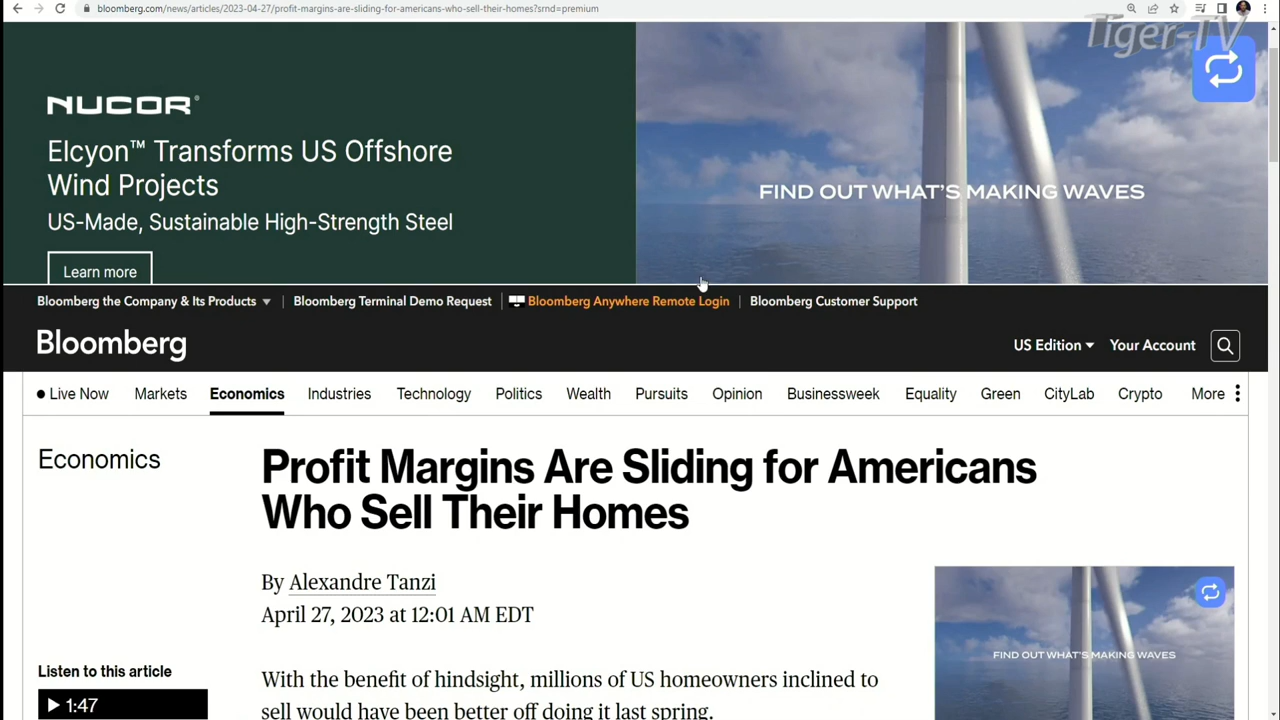 bloomberg.com/news/articles/2023-04-27/profit-margins-are-sliding-for-americans-who-sell-their-homes?srnd=premium
Tiger-TV
NUCOR®
Elcyon™ Transforms US Offshore
Wind Projects
US-Made, Sustainable High-Strength Steel
Learn more
FIND OUT WHAT'S MAKING WAVES
Bloomberg the Company & Its Products
Bloomberg Terminal Demo Request
Bloomberg Anywhere Remote Login
Bloomberg Customer Support
Bloomberg
US Edition
Your Account
Live Now Markets Economics Industries Technology Politics Wealth Pursuits Opinion Businessweek Equality Green CityLab Crypto More
Economics
Profit Margins Are Sliding for Americans
Who Sell Their Homes
By Alexandre Tanzi
April 27, 2023 at 12:01 AM EDT
Listen to this article
1:47
With the benefit of hindsight, millions of US homeowners inclined to
sell would have been better off doing it last spring.
FIND OUT WHAT'S MAKING WAVES